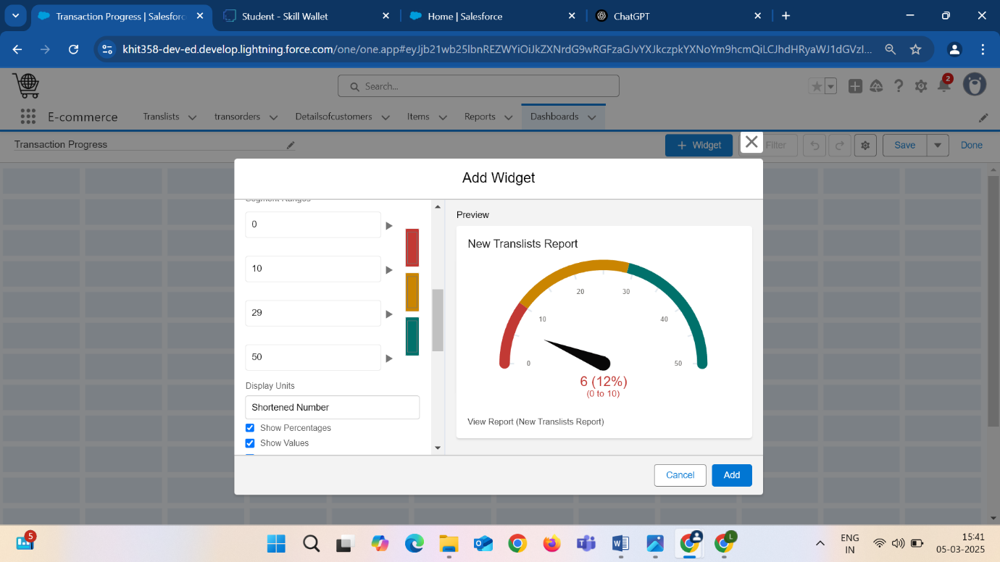 Transaction Progress | Salesforc
Student - Skill Wallet
Home | Salesforce
ChatGPT
khit358-dev-ed.develop.lightning.force.com/one/one.app#eyJjb21wb25lbnREZWYiOiJkZXNrdG9wRGFzaGJvYXJkczpkYXNoYm9hcmQiLCJhdHRyaWJ1dGVzI...
Search...
2
E-commerce
Translists
transorders
Detailsofcustomers
Items
Reports
Dashboards
Transaction Progress
+ Widget
Filter
Save
Done
Add Widget
Segment Ranges
0
10
29
50
Display Units
Shortened Number
Show Percentages
Show Values
Preview
New Translists Report
20
30
10
40
0
50
6 (12%)
(0 to 10)
View Report (New Translists Report)
Cancel
Add
5
L
ENG
IN
15:41
05-03-2025